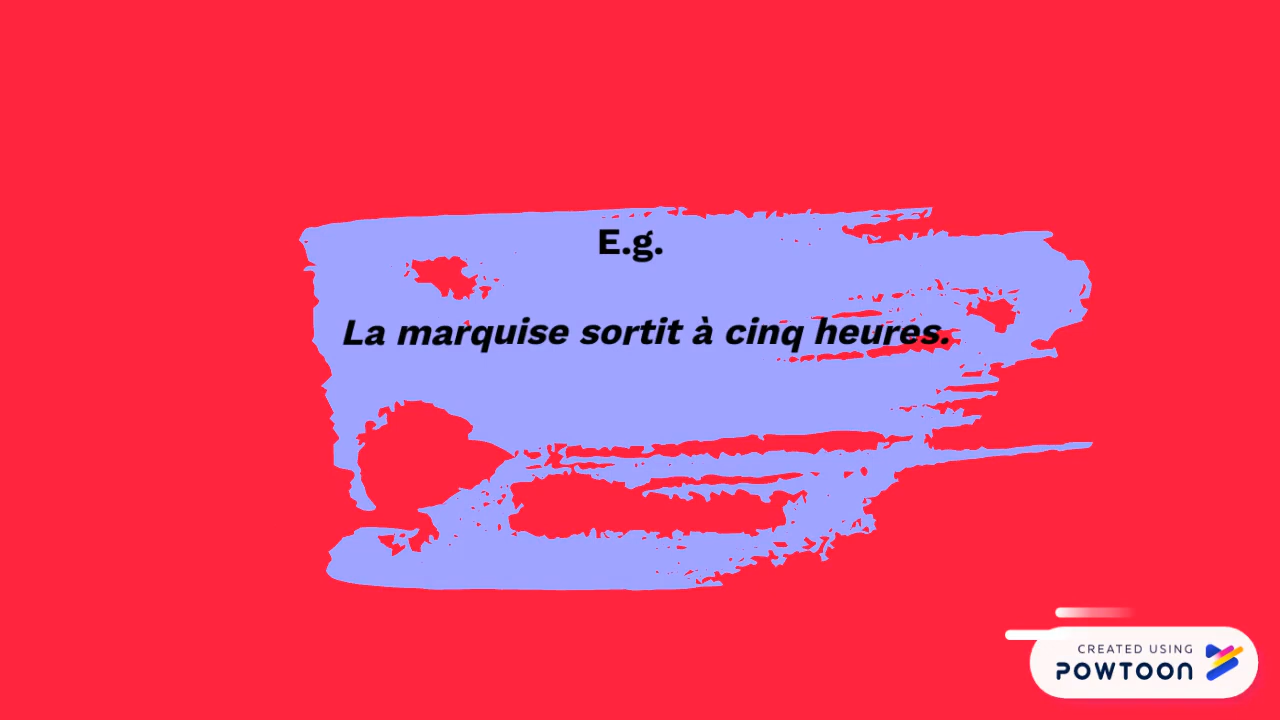 E.g.
La marquise sortit à cinq heures.
CREATED USING
POWTOON